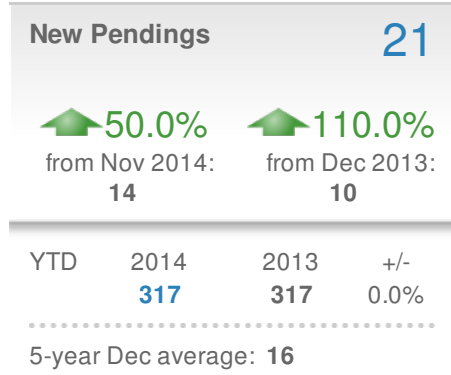 New Pendings 21
50.0% 110.0%
from Nov 2014: from Dec 2013:
14 10
YTD 2014 2013 +/-
317 317 0.0%
5-year Dec average: 16